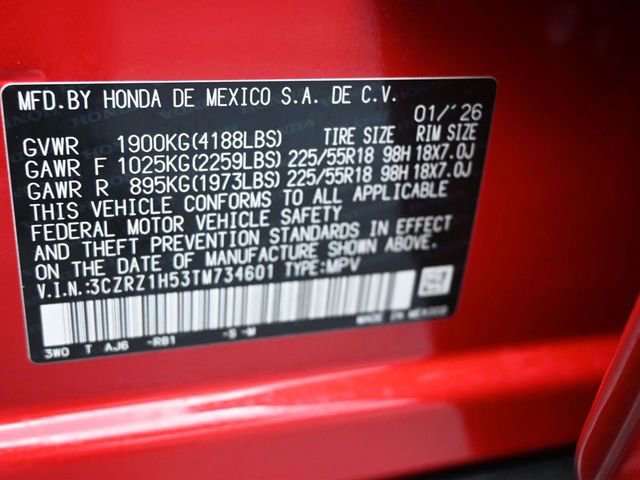 MFD.BY HONDA DE MEXICO S.A. DE C.V.
01/'26
GVWR 1900KG(4188LBS) TIRE SIZE RIM SIZE
GAWR F 1025KG(2259LBS) 225/55R18 98H 18X7.0J
GAWR R 895KG(1973LBS) 225/55R18 98H 18X7.0J
THIS VEHICLE CONFORMS TO ALL APPLICABLE
FEDERAL MOTOR VEHICLE SAFETY
AND THEFT PREVENTION STANDARDS IN EFFECT
ON THE DATE OF MANUFACTURE SHOWN ABOVE.
V.I.N.:3CZRZ1H53TM734601 TYPE:MPV
3W0 T AJ6 -R81 -S -M
MADE IN MEXICO